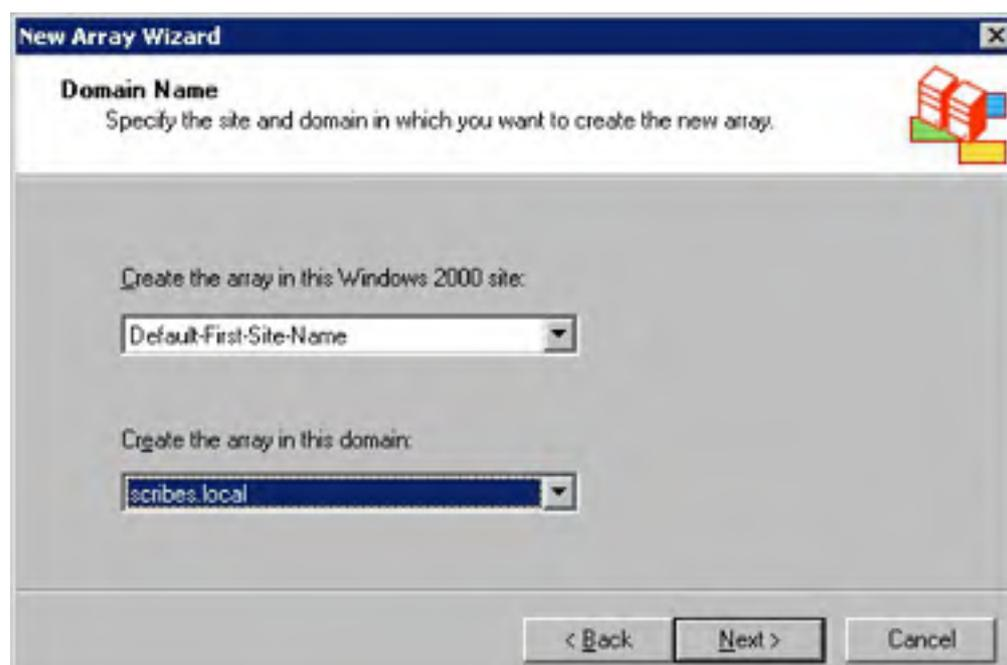 New Array Wizard
Domain Name
Specify the site and domain in which you want to create the new array.
Create the array in this Windows 2000 site:
Default-First-Site-Name
Create the array in this domain:
scribes.local
< Back
Next >
Cancel